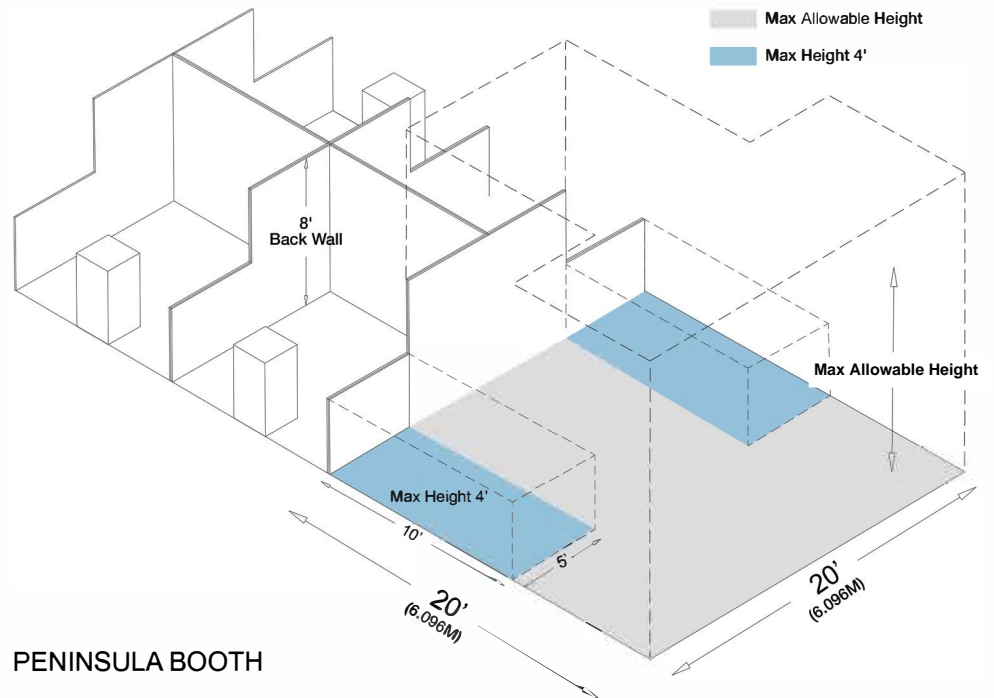 Max Allowable Height
Max Height 4'
8'
Back Wall
Max Allowable Height
Max Height 4'
10'
5'
20'
(6.096M)
20'
(6.096M)
PENINSULA BOOTH